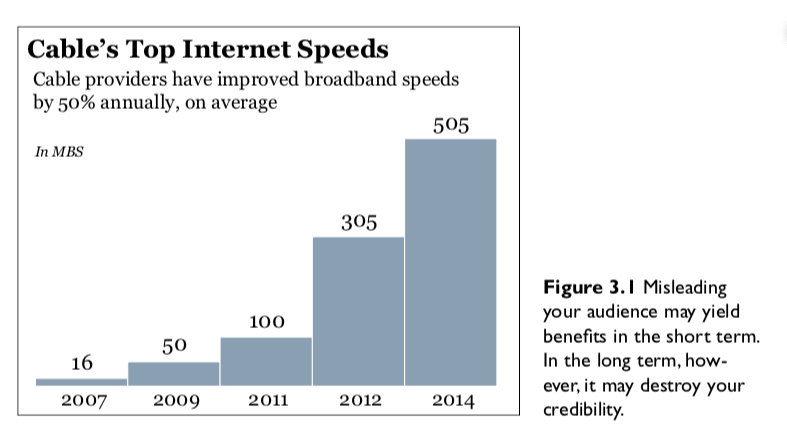 Cable’s Top Internet Speeds
Cable providers have improved broadband speeds
by 50% annually, on average
505
In MBS
305
100
50
16
2007 2009 2011 2012 2014
Figure 3.1 Misleading
your audience may yield
benefits in the short term.
In the long term, how-
ever, it may destroy your
credibility.